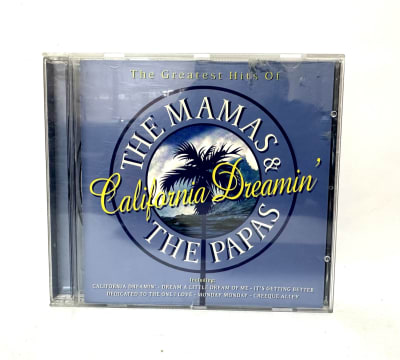 The Greatest Hits Of
THE MAMAS &
California Dreamin'
THE PAPAS
Including:
CALIFORNIA DREAMIN' • DREAM A LITTLE DREAM OF ME • IT'S GETTING BETTER
DEDICATED TO THE ONE I LOVE • MONDAY MONDAY • CREEQUE ALLEY